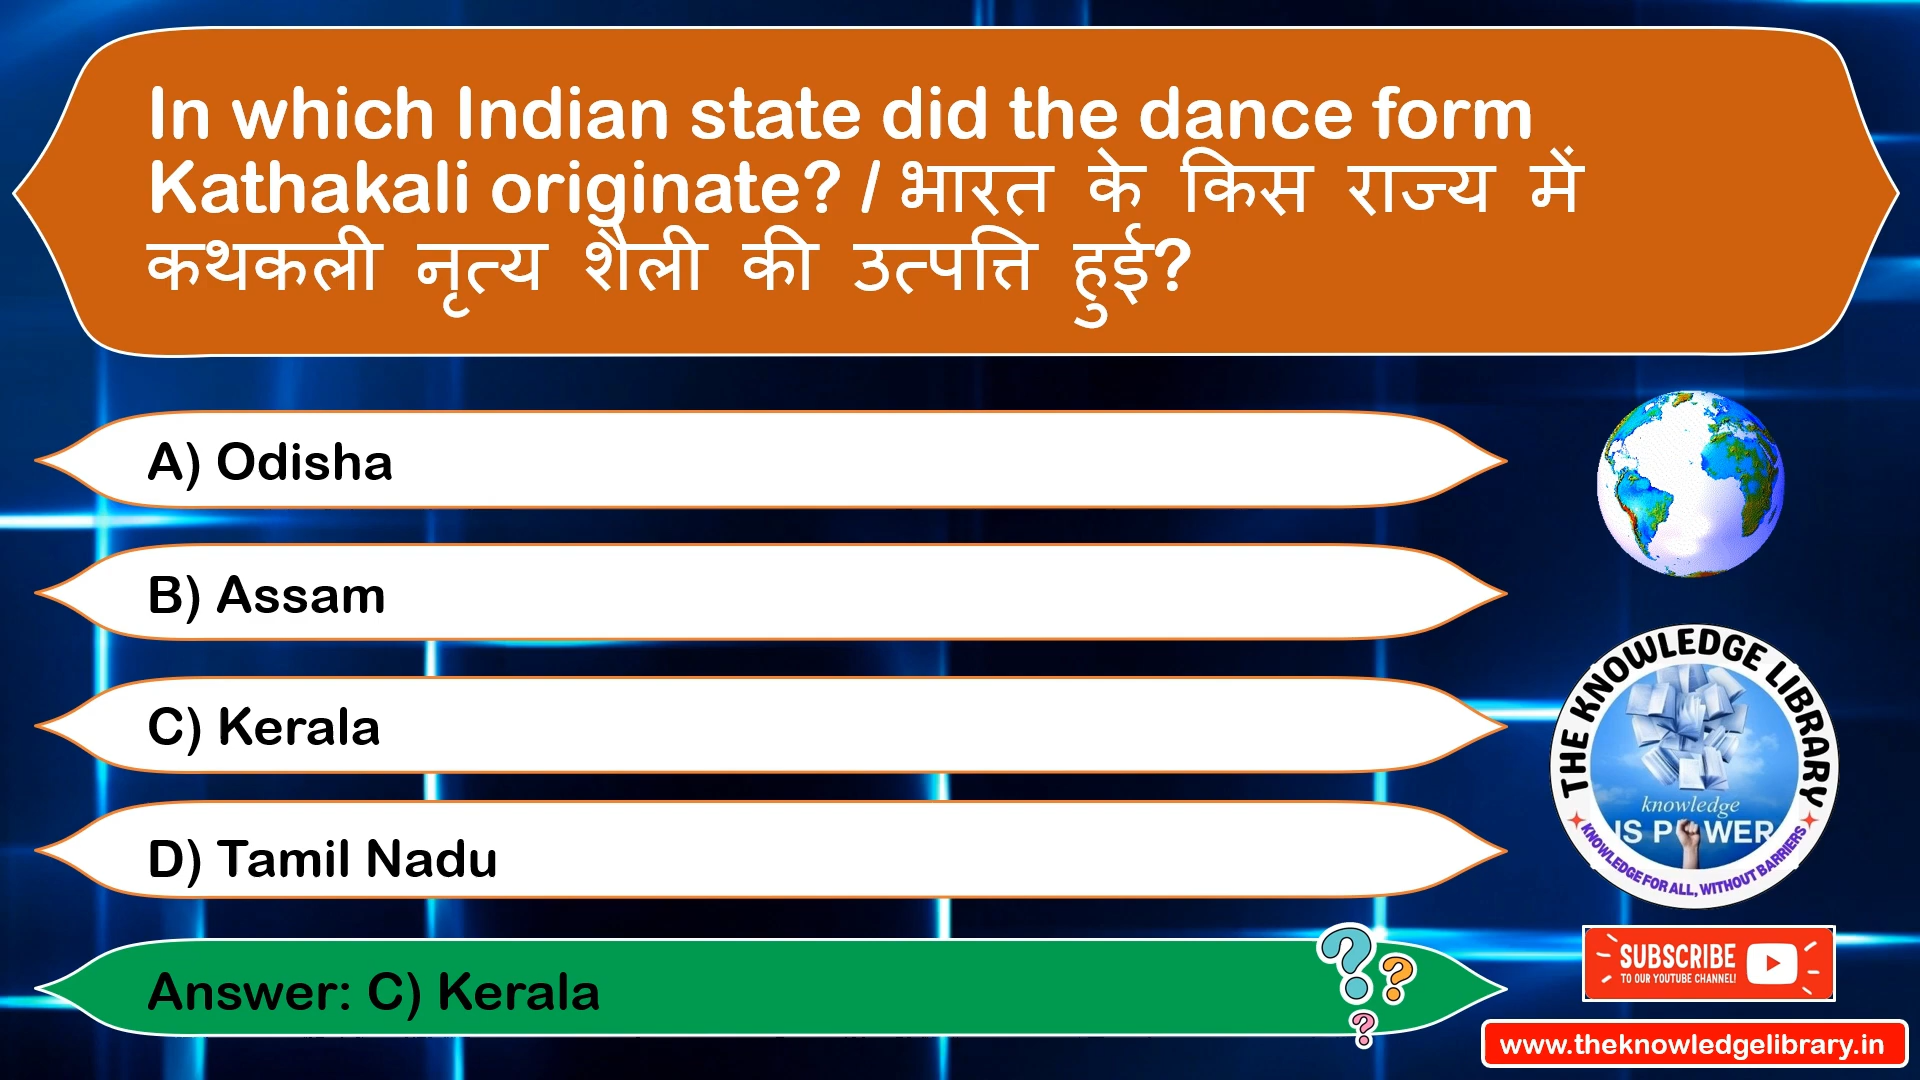 In which Indian state did the dance form
Kathakali originate? / भारत के किस राज्य में
कथकली नृत्य शैली की उत्पत्ति हुई?
A) Odisha
B) Assam
C) Kerala
D) Tamil Nadu
Answer: C) Kerala
THE KNOWLEDGE LIBRARY
knowledge
IS POWER
KNOWLEDGE FOR ALL, WITHOUT BARRIERS
SUBSCRIBE
TO OUR YOUTUBE CHANNEL!
www.theknowledgelibrary.in